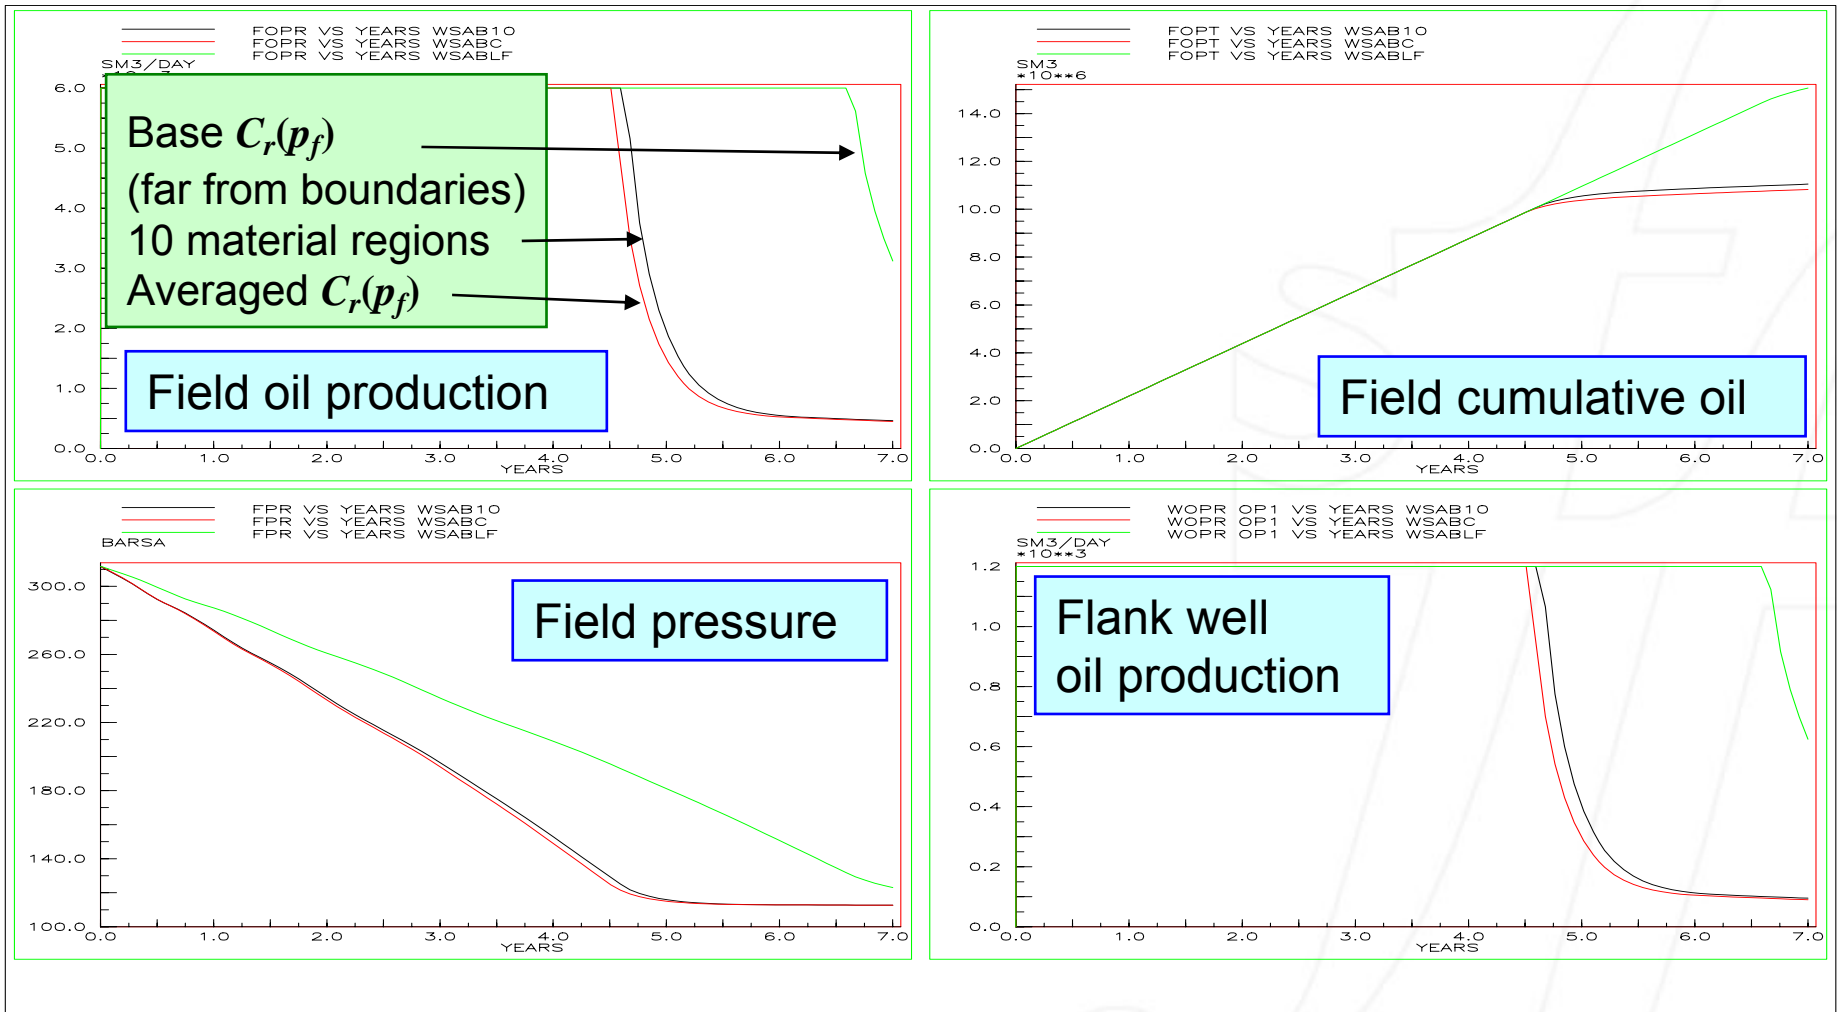 FOPR VS YEARS WSAB10
FOPR VS YEARS WSABC
FOPR VS YEARS WSABLF
SM3/DAY
6.0
5.0
4.0
3.0
2.0
1.0
0.0
Base Cr(pf)
(far from boundaries)
10 material regions
Averaged Cr(pf)
Field oil production
0.0 1.0 2.0 3.0 4.0 5.0 6.0 7.0
YEARS
FOPT VS YEARS WSAB10
FOPT VS YEARS WSABC
FOPT VS YEARS WSABLF
SM3
*10**6
14.0
12.0
10.0
8.0
6.0
4.0
2.0
0.0
Field cumulative oil
0.0 1.0 2.0 3.0 4.0 5.0 6.0 7.0
YEARS
FPR VS YEARS WSAB10
FPR VS YEARS WSABC
FPR VS YEARS WSABLF
BARSA
300.0
260.0
220.0
180.0
140.0
100.0
Field pressure
0.0 1.0 2.0 3.0 4.0 5.0 6.0 7.0
YEARS
WOPR OP1 VS YEARS WSAB10
WOPR OP1 VS YEARS WSABC
WOPR OP1 VS YEARS WSABLF
SM3/DAY
*10**3
1.2
1.0
0.8
0.6
0.4
0.2
0.0
Flank well
oil production
0.0 1.0 2.0 3.0 4.0 5.0 6.0 7.0
YEARS